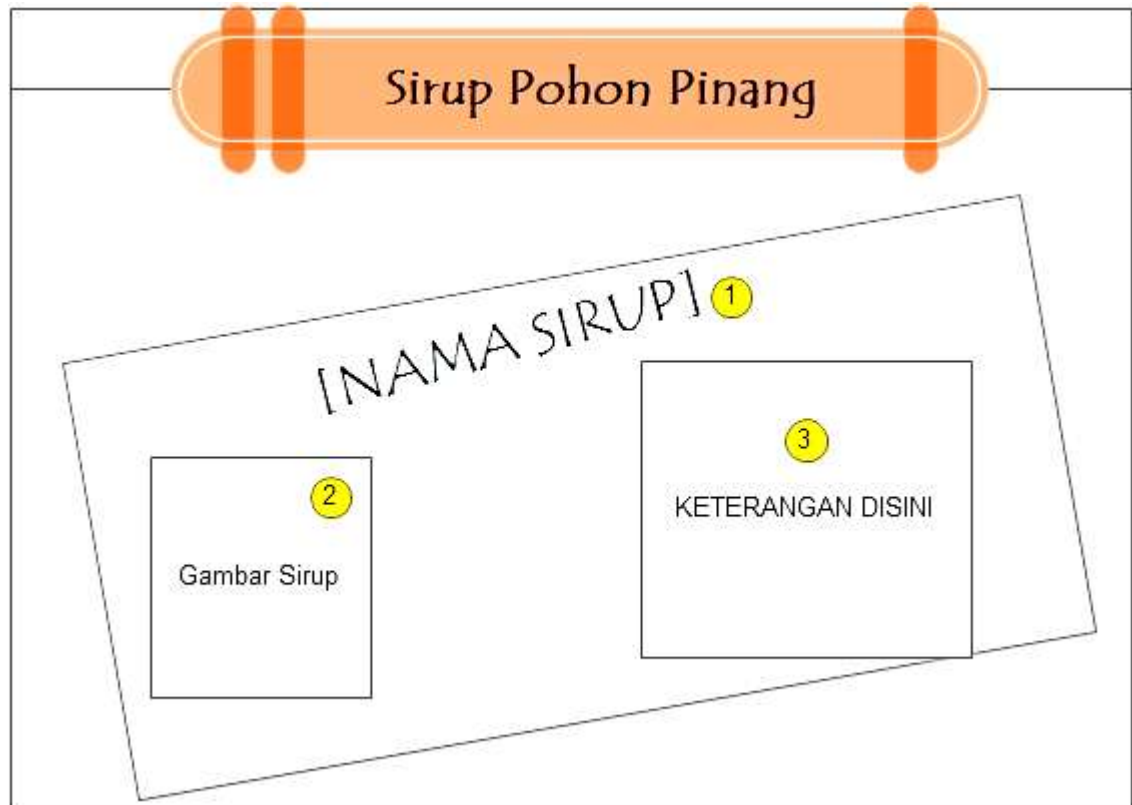 Sirup Pohon Pinang
[NAMA SIRUP] 1
3
2
KETERANGAN DISINI
Gambar Sirup